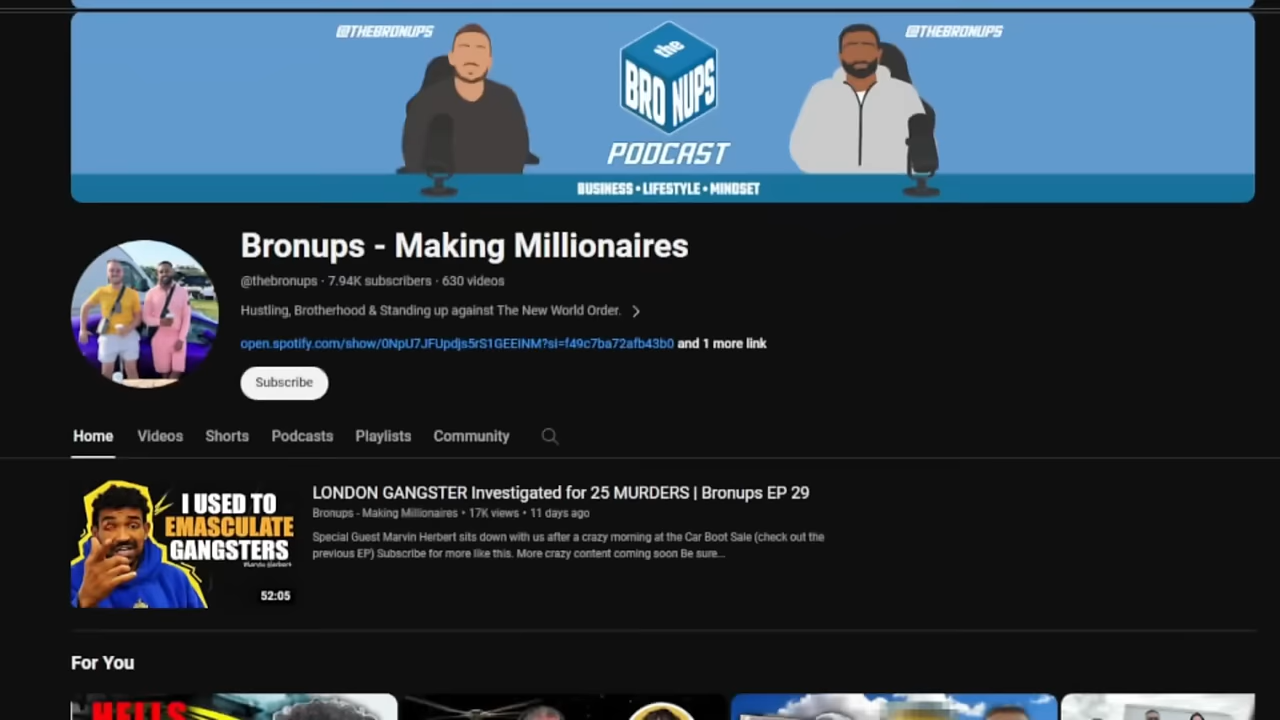 @THEBRONUPS
@THEBRONUPS
the
BRO NUPS
PODCAST
BUSINESS • LIFESTYLE • MINDSET
Bronups - Making Millionaires
@thebronups · 7.94K subscribers · 630 videos
Hustling, Brotherhood & Standing up against The New World Order.
open.spotify.com/show/0NpU7JFUpdjs5rS1GEEINM?si=f49c7ba72afb43b0 and 1 more link
Subscribe
Home Videos Shorts Podcasts Playlists Community
I USED TO
EMASCULATE
GANGSTERS
52:05
LONDON GANGSTER Investigated for 25 MURDERS | Bronups EP 29
Bronups - Making Millionaires • 17K views • 11 days ago
Special Guest Marvin Herbert sits down with us after a crazy morning at the Car Boot Sale (check out the
previous EP) Subscribe for more like this. More crazy content coming soon Be sure...
For You
HELLS